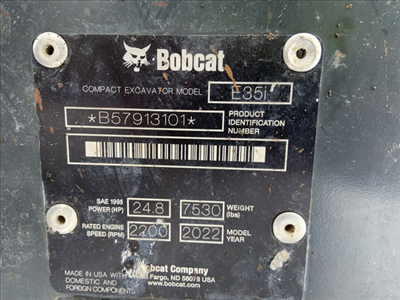 Bobcat
COMPACT EXCAVATOR MODEL E35i
*B57913101* PRODUCT IDENTIFICATION NUMBER
SAE 1995 POWER (HP) 24.8 7530 WEIGHT (lbs)
RATED ENGINE SPEED (RPM) 2200 2022 MODEL YEAR
MADE IN USA WITH DOMESTIC AND FOREIGN COMPONENTS
Bobcat Company
West Fargo, ND 58078 USA
www.bobcat.com